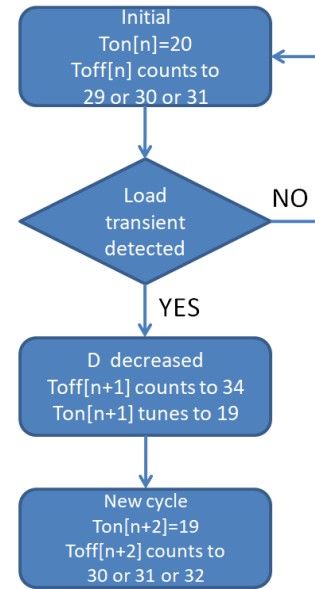 Initial
Ton[n]=20
Toff[n] counts to
29 or 30 or 31
Load
transient
detected
NO
YES
D decreased
Toff[n+1] counts to 34
Ton[n+1] tunes to 19
New cycle
Ton[n+2]=19
Toff[n+2] counts to
30 or 31 or 32